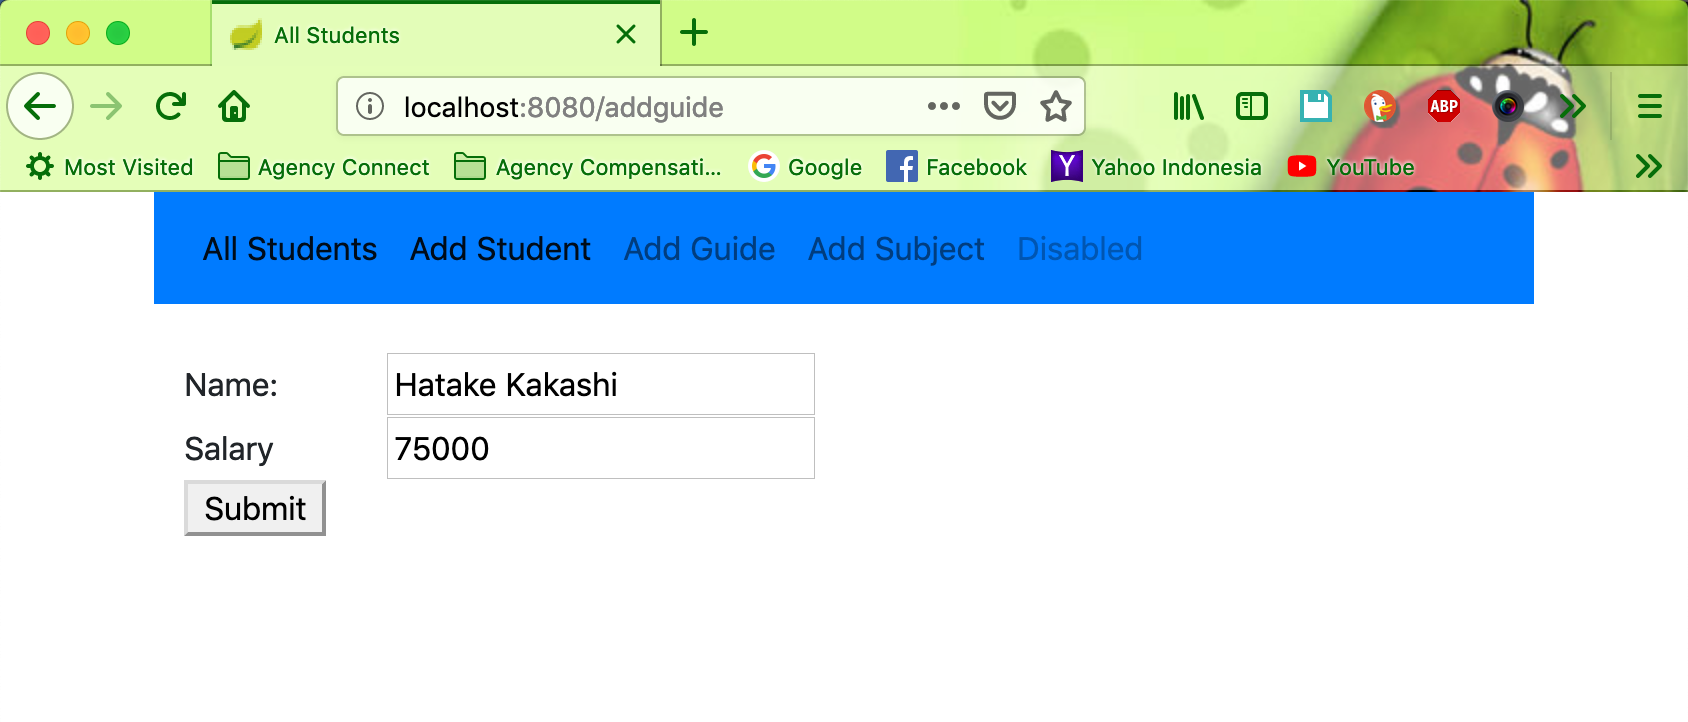 All Students
localhost:8080/addguide
ABP
Most Visited Agency Connect Agency Compensati... Google Facebook Yahoo Indonesia YouTube
All Students Add Student Add Guide Add Subject Disabled
Name: Hatake Kakashi
Salary 75000
Submit